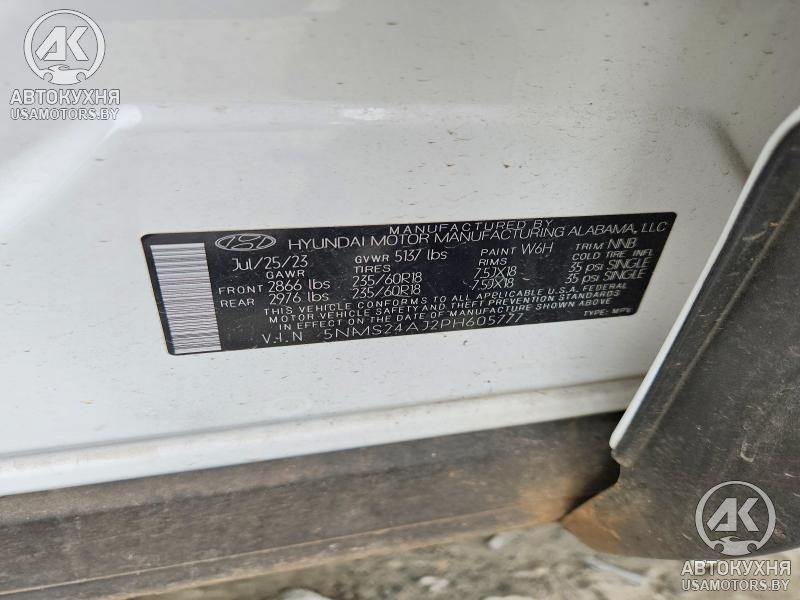 AK
АВТОКУХНЯ
USAMOTORS.BY
MANUFACTURED BY
HYUNDAI MOTOR MANUFACTURING ALABAMA, LLC
Jul/25/23 GVWR 5137 lbs PAINT W6H TRIM NNB
GAWR TIRES RIMS COLD TIRE INFL
FRONT 2866 lbs 235/60R18 7.5JX18 35 psi SINGLE
REAR 2976 lbs 235/60R18 7.5JX18 35 psi SINGLE
THIS VEHICLE CONFORMS TO ALL APPLICABLE U.S.A FEDERAL
MOTOR VEHICLE SAFETY AND THEFT PREVENTION STANDARDS
IN EFFECT ON THE DATE OF MANUFACTURE SHOWN ABOVE.
V.I.N 5NMS24AJ2PH605777 TYPE: MPV
AK
АВТОКУХНЯ
USAMOTORS.BY